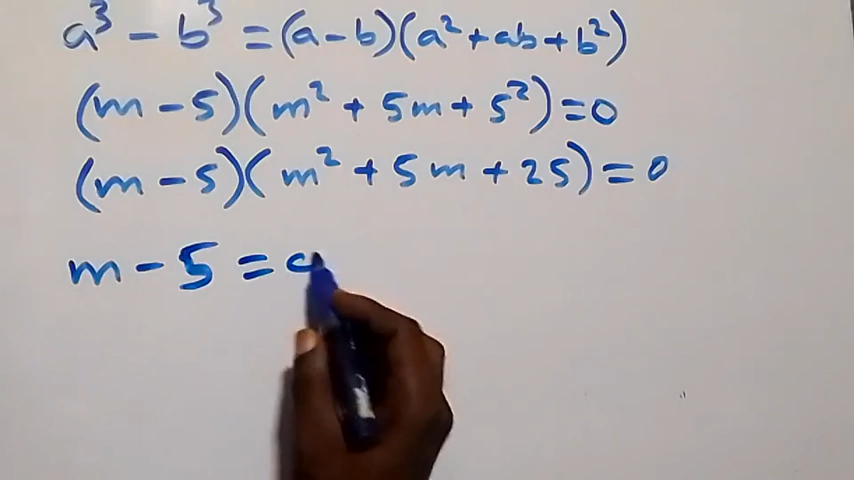 a³ - b³ = (a - b)(a² + ab + b²)
(m - 5)(m² + 5m + 5²) = 0
(m - 5)(m² + 5m + 25) = 0
m - 5 =